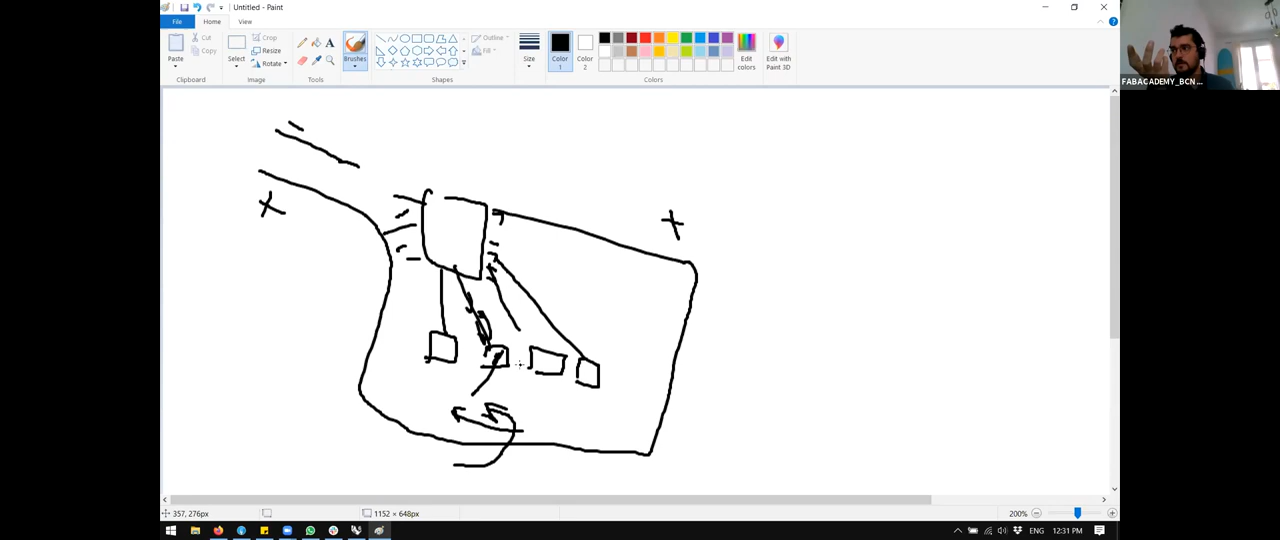 Untitled - Paint
File Home View
Cut
Copy
Paste
Clipboard
Crop
Resize
Rotate
Select
Image
A
Tools
Brushes
Outline
Fill
Shapes
Size
Color 1
Color 2
Edit colors
Colors
Edit with Paint 3D
FABACADEMY_BCN ...
+
+
357, 276px
1152 × 648px
200%
ENG 12:31 PM